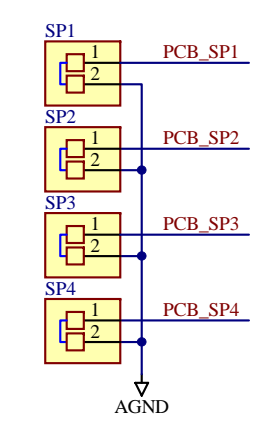 SP1
1 PCB_SP1
2
SP2
1 PCB_SP2
2
SP3
1 PCB_SP3
2
SP4
1 PCB_SP4
2
AGND